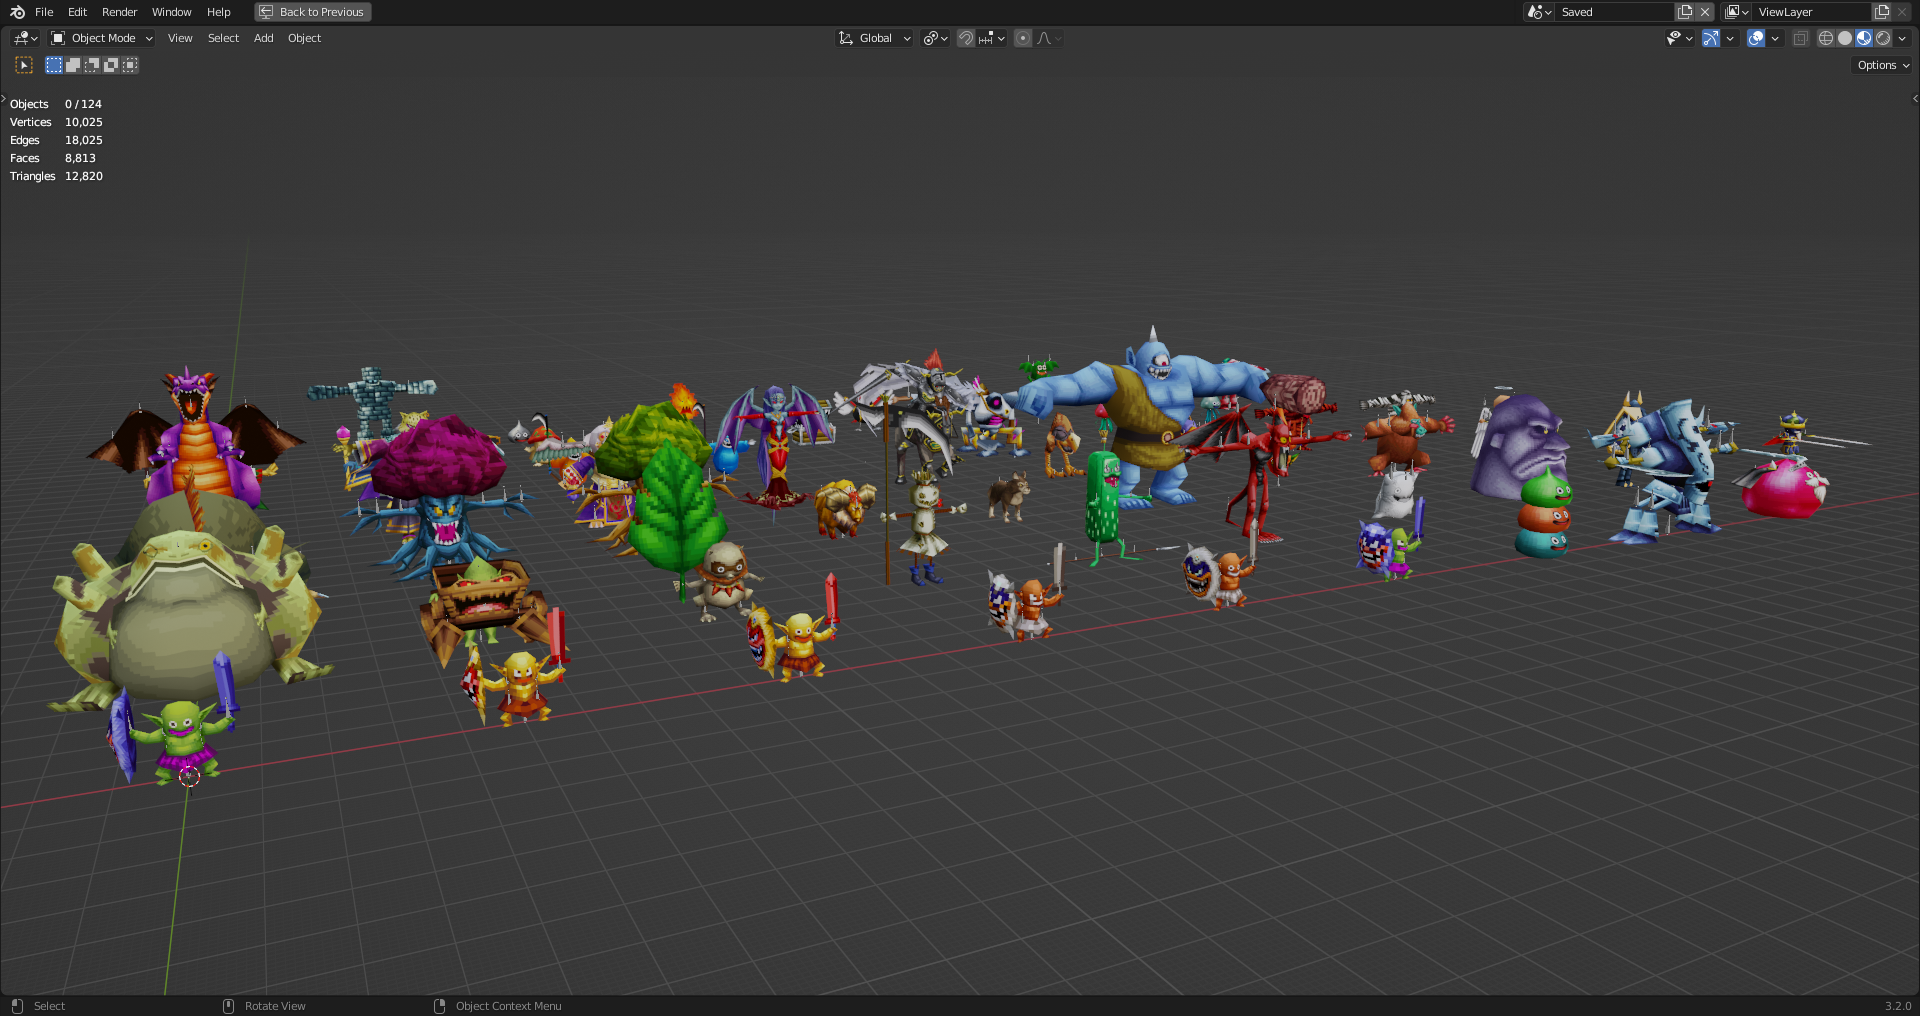 File Edit Render Window Help Back to Previous Saved ViewLayer
Object Mode View Select Add Object Global
Options
Objects 0 / 124
Vertices 10,025
Edges 18,025
Faces 8,813
Triangles 12,820
Select Rotate View Object Context Menu 3.2.0